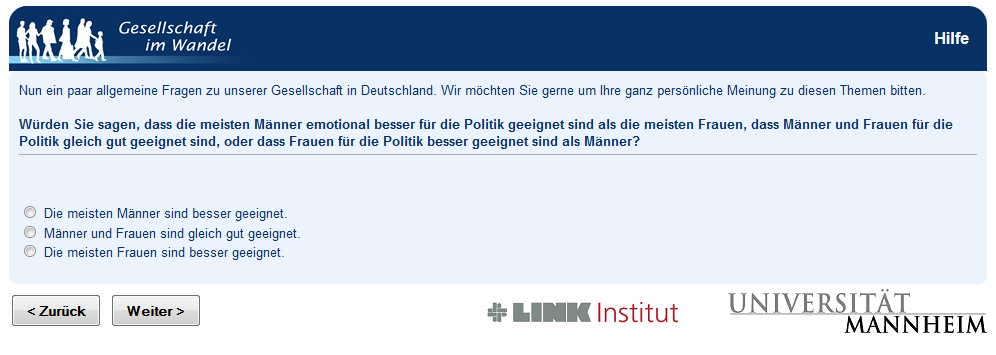 Gesellschaft
im Wandel
Hilfe
Nun ein paar allgemeine Fragen zu unserer Gesellschaft in Deutschland. Wir möchten Sie gerne um Ihre ganz persönliche Meinung zu diesen Themen bitten.
Würden Sie sagen, dass die meisten Männer emotional besser für die Politik geeignet sind als die meisten Frauen, dass Männer und Frauen für die
Politik gleich gut geeignet sind, oder dass Frauen für die Politik besser geeignet sind als Männer?
Die meisten Männer sind besser geeignet.
Männer und Frauen sind gleich gut geeignet.
Die meisten Frauen sind besser geeignet.
< Zurück
Weiter >
LINK Institut
UNIVERSITÄT
MANNHEIM